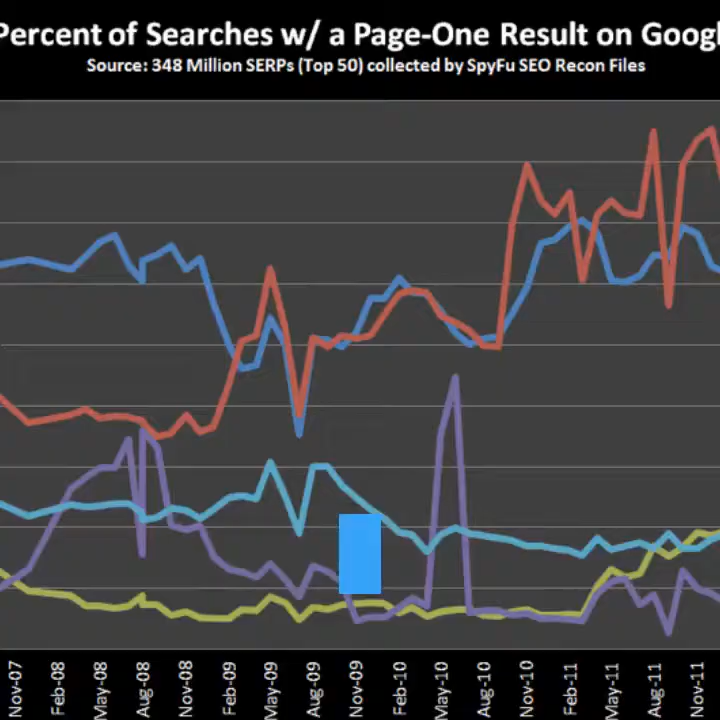 Percent of Searches w/ a Page-One Result on Googl
Source: 348 Million SERPs (Top 50) collected by SpyFu SEO Recon Files
Nov-07
Feb-08
May-08
Aug-08
Nov-08
Feb-09
May-09
Aug-09
Nov-09
Feb-10
May-10
Aug-10
Nov-10
Feb-11
May-11
Aug-11
Nov-11